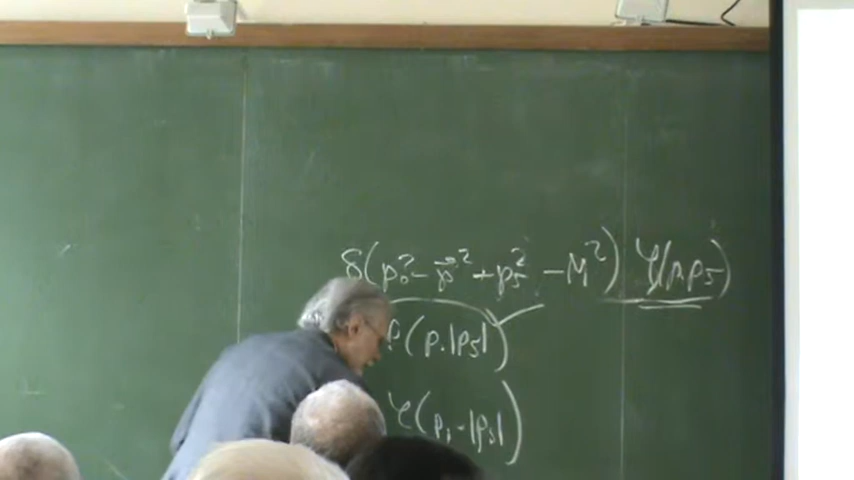 δ(p₀² - p⃗² + p₅² - M²) φ(p, p₅)
φ(p, |p₅|)
φ(p, -|p₅|)